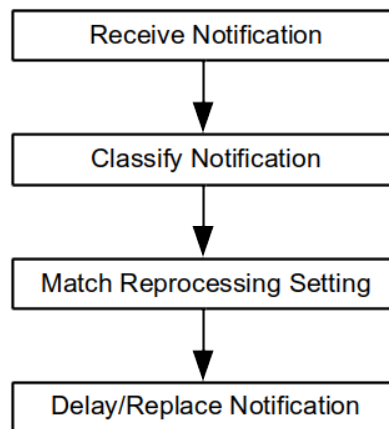 Receive Notification
Classify Notification
Match Reprocessing Setting
Delay/Replace Notification